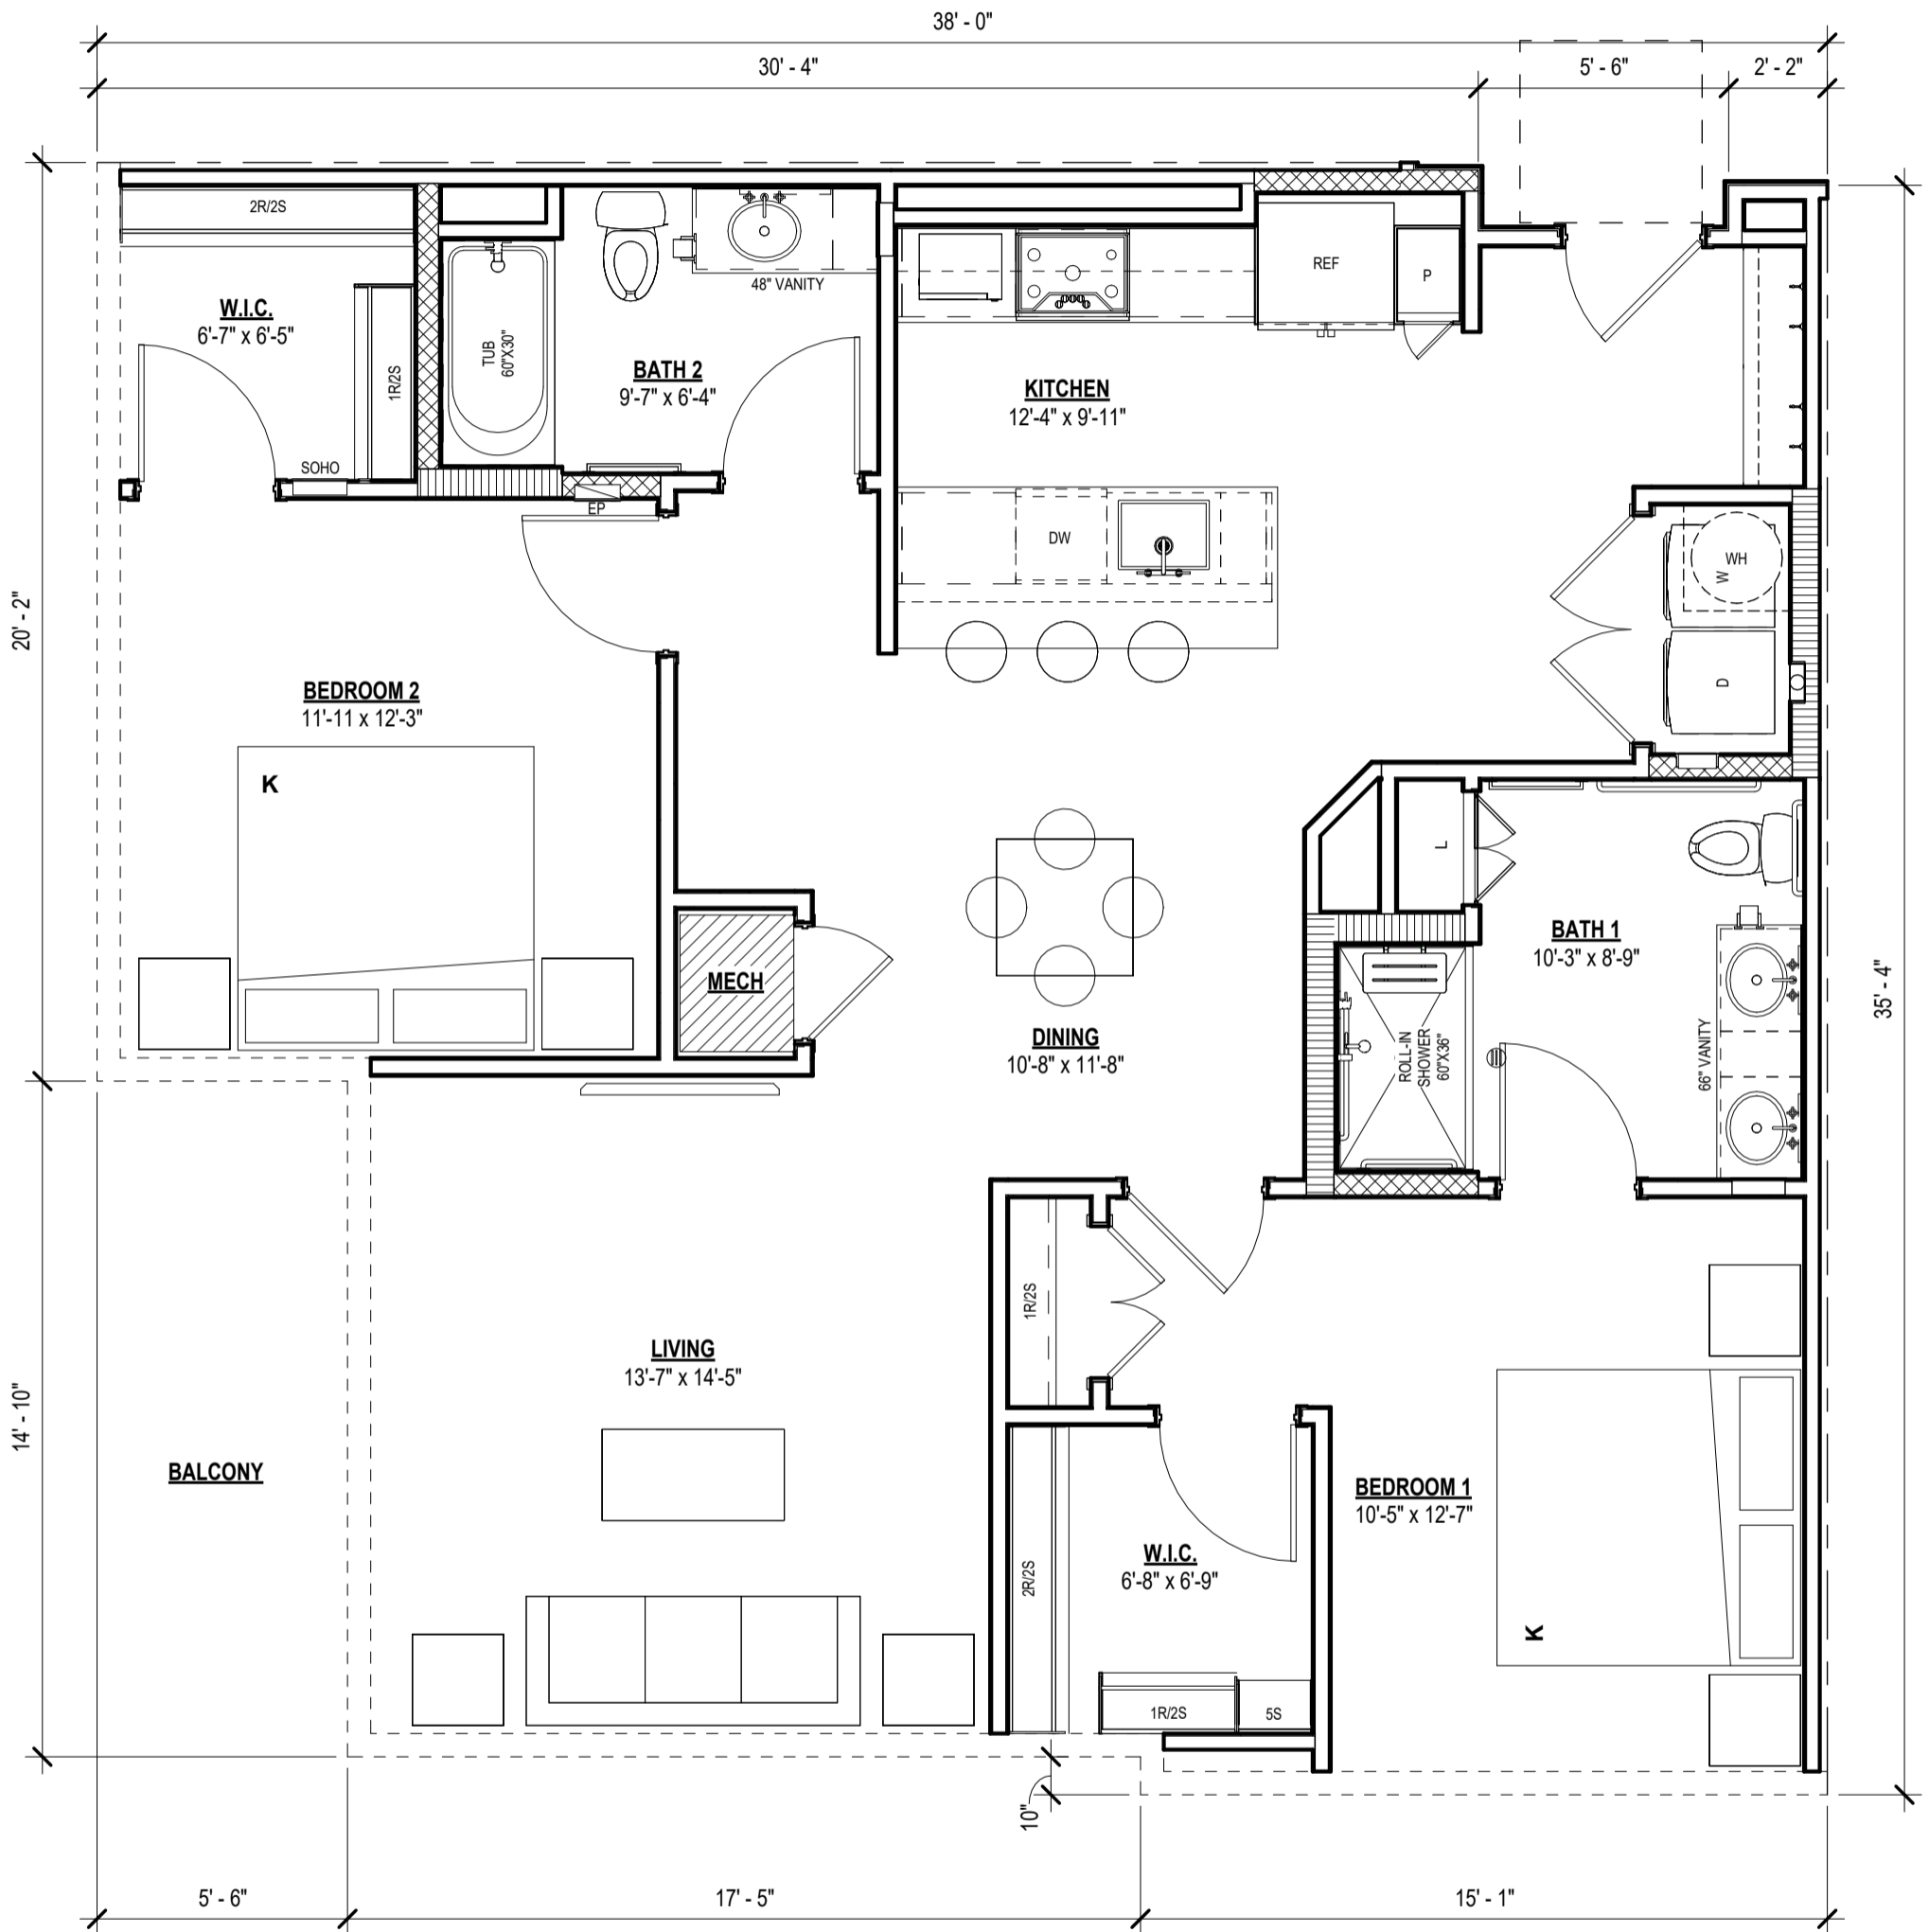 38' - 0"
30' - 4"
5' - 6"
2' - 2"
2R/2S
48" VANITY
REF
P
W.I.C.
6'-7" x 6'-5"
TUB
60"X30"
1R/2S
BATH 2
9'-7" x 6'-4"
KITCHEN
12'-4" x 9'-11"
SOHO
EP
DW
WH
W
20' - 2"
BEDROOM 2
11'-11 x 12'-3"
D
K
L
BATH 1
10'-3" x 8'-9"
MECH
35' - 4"
DINING
10'-8" x 11'-8"
ROLL-IN
SHOWER
60"X36"
66" VANITY
1R/2S
LIVING
13'-7" x 14'-5"
14' - 10"
BALCONY
BEDROOM 1
10'-5" x 12'-7"
W.I.C.
6'-8" x 6'-9"
2R/2S
K
1R/2S
5S
10"
5' - 6"
17' - 5"
15' - 1"